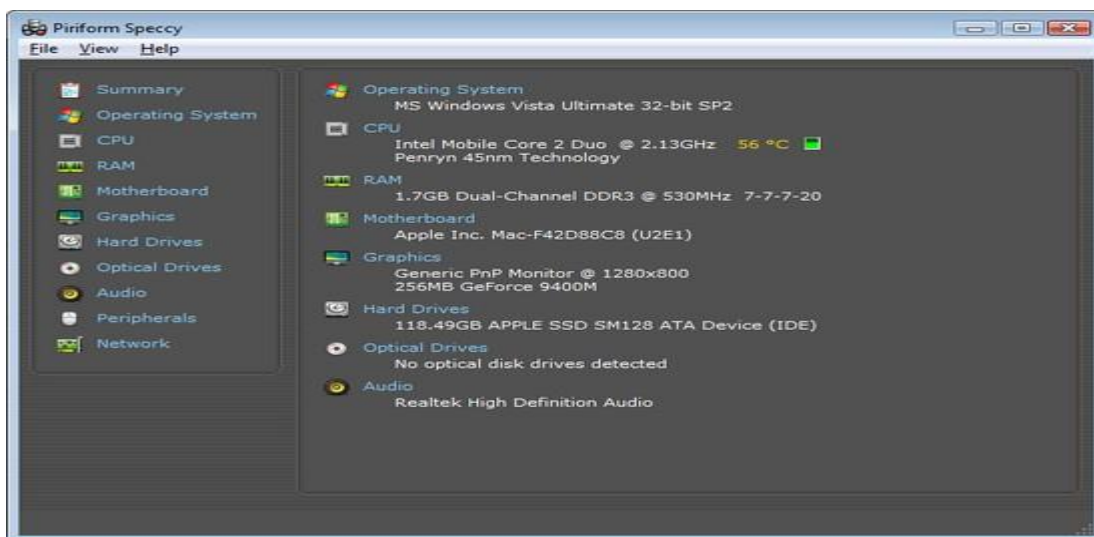 Piriform Speccy
File View Help
Summary
Operating System
CPU
RAM
Motherboard
Graphics
Hard Drives
Optical Drives
Audio
Peripherals
Network
Operating System
MS Windows Vista Ultimate 32-bit SP2
CPU
Intel Mobile Core 2 Duo @ 2.13GHz 56 °C
Penryn 45nm Technology
RAM
1.7GB Dual-Channel DDR3 @ 530MHz 7-7-7-20
Motherboard
Apple Inc. Mac-F42D88C8 (U2E1)
Graphics
Generic PnP Monitor @ 1280x800
256MB GeForce 9400M
Hard Drives
118.49GB APPLE SSD SM128 ATA Device (IDE)
Optical Drives
No optical disk drives detected
Audio
Realtek High Definition Audio